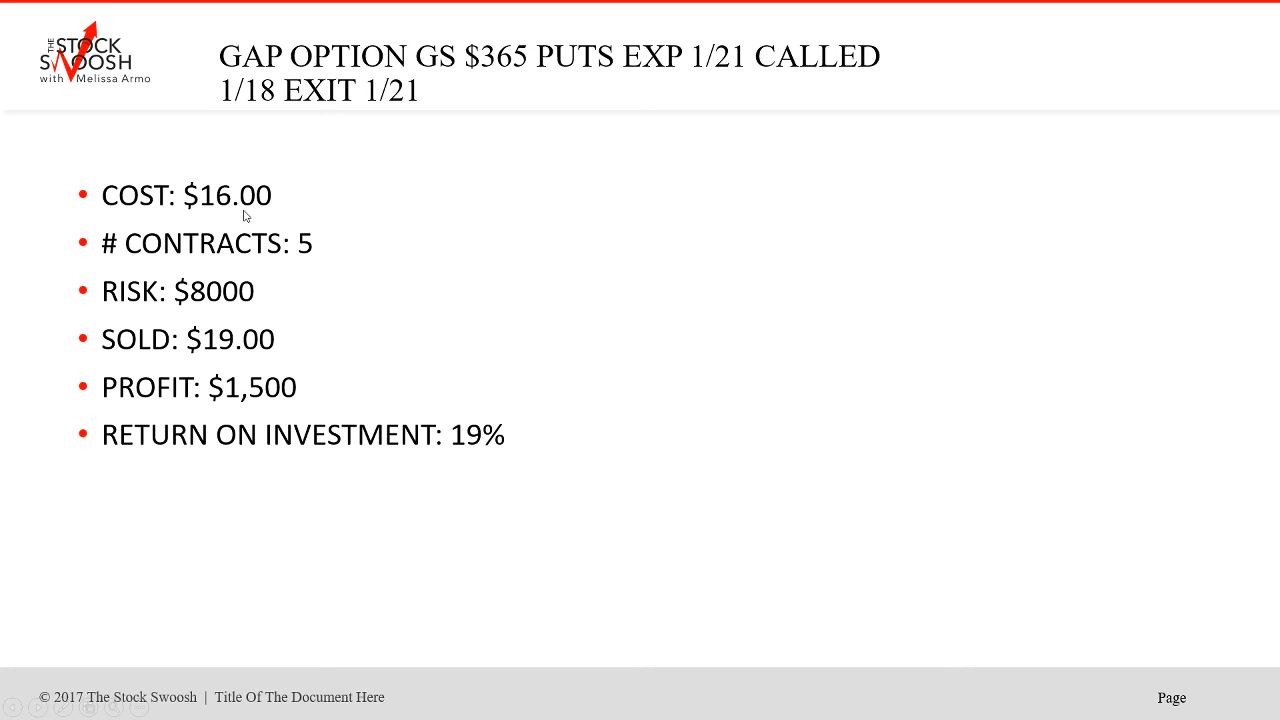 THE
STOCK
SWOOSH
with Melissa Armo
GAP OPTION GS $365 PUTS EXP 1/21 CALLED
1/18 EXIT 1/21
• COST: $16.00
• # CONTRACTS: 5
• RISK: $8000
• SOLD: $19.00
• PROFIT: $1,500
• RETURN ON INVESTMENT: 19%
© 2017 The Stock Swoosh | Title Of The Document Here
Page